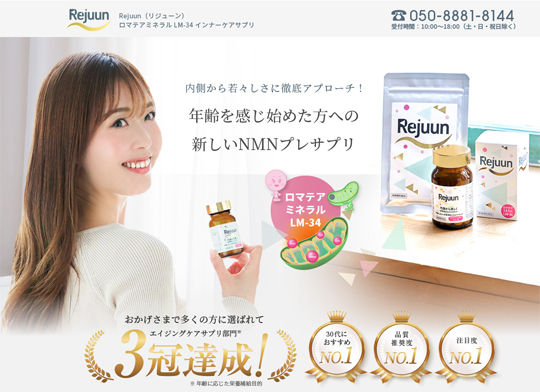 Rejuun
Rejuun（リジューン）
ロマテアミネラル LM-34 インナーケアサプリ
☎ 050-8881-8144
受付時間：10:00〜18:00（土・日・祝日除く）
内側から若々しさに徹底アプローチ！
年齢を感じ始めた方への
新しいNMNプレサプリ
Rejuun
Rejuun
Rejuun
ロマテア
ミネラル
LM-34
おかげさまで多くの方に選ばれて
エイジングケアサプリ部門※
3冠達成！
※ 年齢に応じた栄養補給目的
30代に
おすすめ
NO.1
品質
推奨度
NO.1
注目度
NO.1